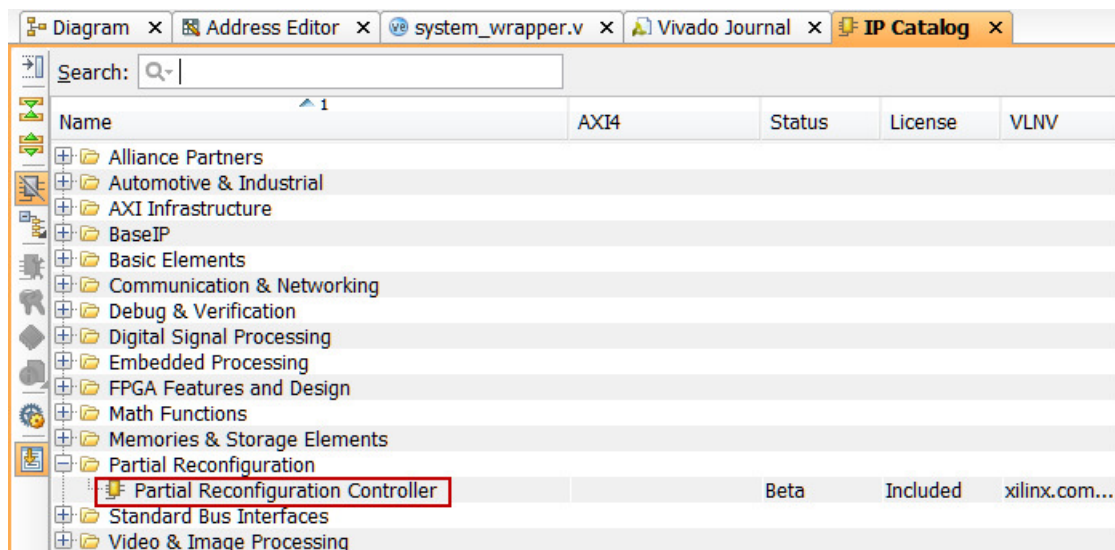 Diagram × Address Editor × system_wrapper.v × Vivado Journal × IP Catalog ×
Search:
Name 1 AXI4 Status License VLNV
Alliance Partners
Automotive & Industrial
AXI Infrastructure
BaseIP
Basic Elements
Communication & Networking
Debug & Verification
Digital Signal Processing
Embedded Processing
FPGA Features and Design
Math Functions
Memories & Storage Elements
Partial Reconfiguration
Partial Reconfiguration Controller Beta Included xilinx.com...
Standard Bus Interfaces
Video & Image Processing